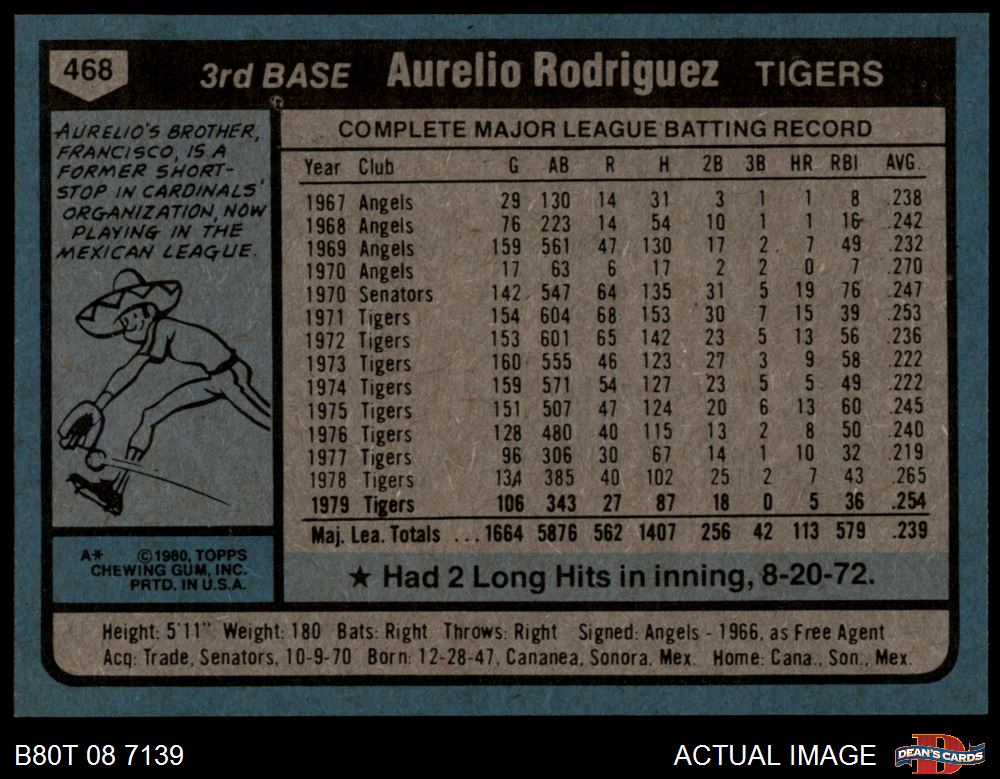 468
3rd BASE Aurelio Rodriguez TIGERS
AURELIO'S BROTHER,
FRANCISCO, IS A
FORMER SHORT-
STOP IN CARDINALS'
ORGANIZATION, NOW
PLAYING IN THE
MEXICAN LEAGUE.
A* ©1980, TOPPS
CHEWING GUM, INC.
PRTD. IN U.S.A.
COMPLETE MAJOR LEAGUE BATTING RECORD
Year Club G AB R H 2B 3B HR RBI AVG.
1967 Angels 29 130 14 31 3 1 1 8 .238
1968 Angels 76 223 14 54 10 1 1 16 .242
1969 Angels 159 561 47 130 17 2 7 49 .232
1970 Angels 17 63 6 17 2 2 0 7 .270
1970 Senators 142 547 64 135 31 5 19 76 .247
1971 Tigers 154 604 68 153 30 7 15 39 .253
1972 Tigers 153 601 65 142 23 5 13 56 .236
1973 Tigers 160 555 46 123 27 3 9 58 .222
1974 Tigers 159 571 54 127 23 5 5 49 .222
1975 Tigers 151 507 47 124 20 6 13 60 .245
1976 Tigers 128 480 40 115 13 2 8 50 .240
1977 Tigers 96 306 30 67 14 1 10 32 .219
1978 Tigers 134 385 40 102 25 2 7 43 .265
1979 Tigers 106 343 27 87 18 0 5 36 .254
Maj. Lea. Totals ... 1664 5876 562 1407 256 42 113 579 .239
★ Had 2 Long Hits in inning, 8-20-72.
Height: 5'11" Weight: 180 Bats: Right Throws: Right Signed: Angels - 1966, as Free Agent
Acq: Trade, Senators, 10-9-70 Born: 12-28-47, Cananea, Sonora, Mex. Home: Cana., Son., Mex.
B80T 08 7139 ACTUAL IMAGE D DEAN'S CARDS